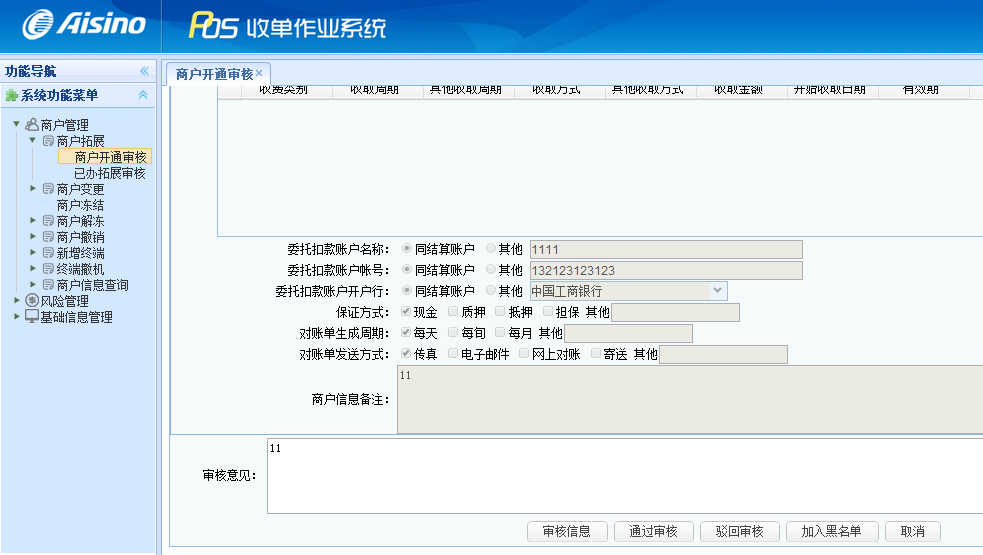 Aisino POS 收单作业系统
功能导航
系统功能菜单
商户管理
商户拓展
商户开通审核
已办拓展审核
商户变更
商户冻结
商户解冻
商户撤销
新增终端
终端撤机
商户信息查询
风险管理
基础信息管理
商户开通审核
收费类别 收取周期 其他收取周期 收取方式 其他收取方式 收取金额 开始收取日期 有效期
委托扣款账户名称: 同结算账户 其他 1111
委托扣款账户帐号: 同结算账户 其他 132123123123
委托扣款账户开户行: 同结算账户 其他 中国工商银行
保证方式: 现金 质押 抵押 担保 其他
对账单生成周期: 每天 每旬 每月 其他
对账单发送方式: 传真 电子邮件 网上对账 寄送 其他
商户信息备注: 11
审核意见: 11
审核信息 通过审核 驳回审核 加入黑名单 取消